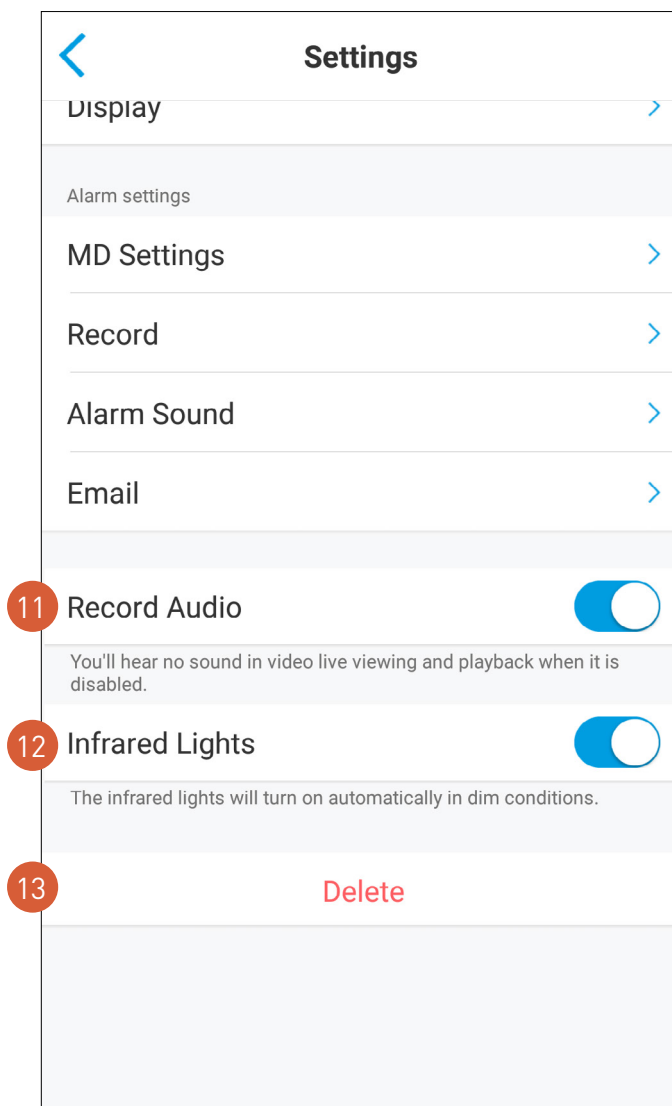 Settings
Display
Alarm settings
MD Settings
Record
Alarm Sound
Email
11 Record Audio
You'll hear no sound in video live viewing and playback when it is
disabled.
12 Infrared Lights
The infrared lights will turn on automatically in dim conditions.
13 Delete